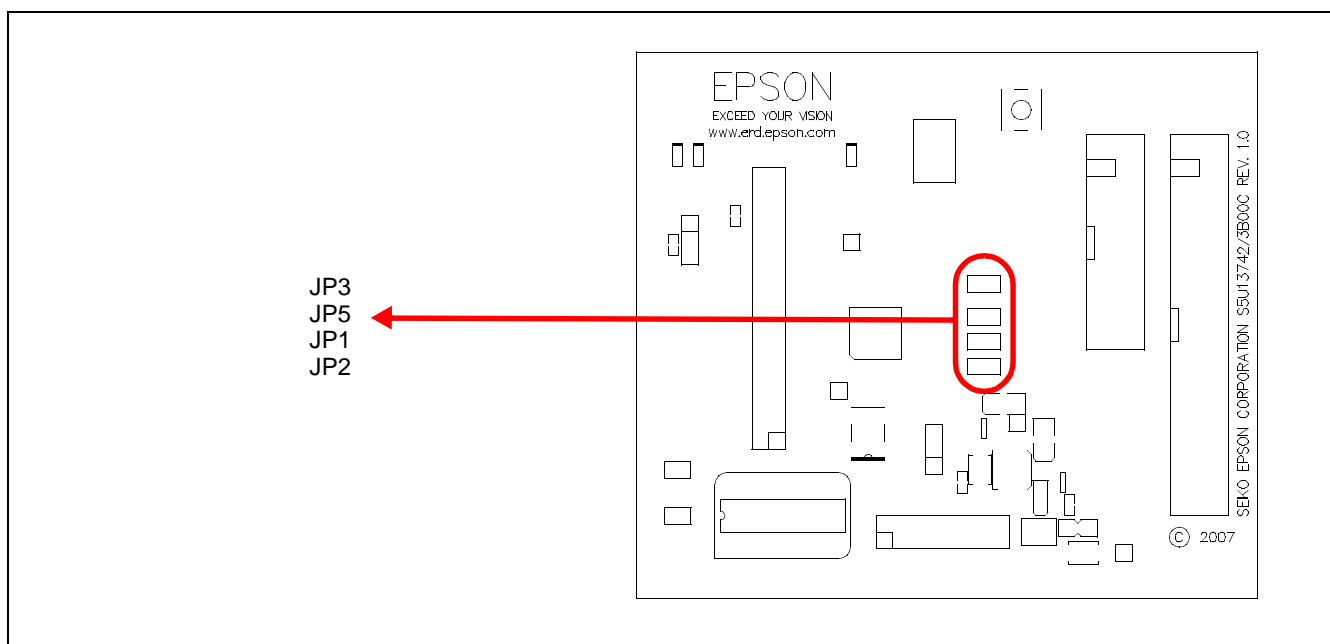 EPSON
EXCEED YOUR VISION
www.erd.epson.com
JP3
JP5
JP1
JP2
SEIKO EPSON CORPORATION S5U13742/3B00C REV. 1.0
© 2007